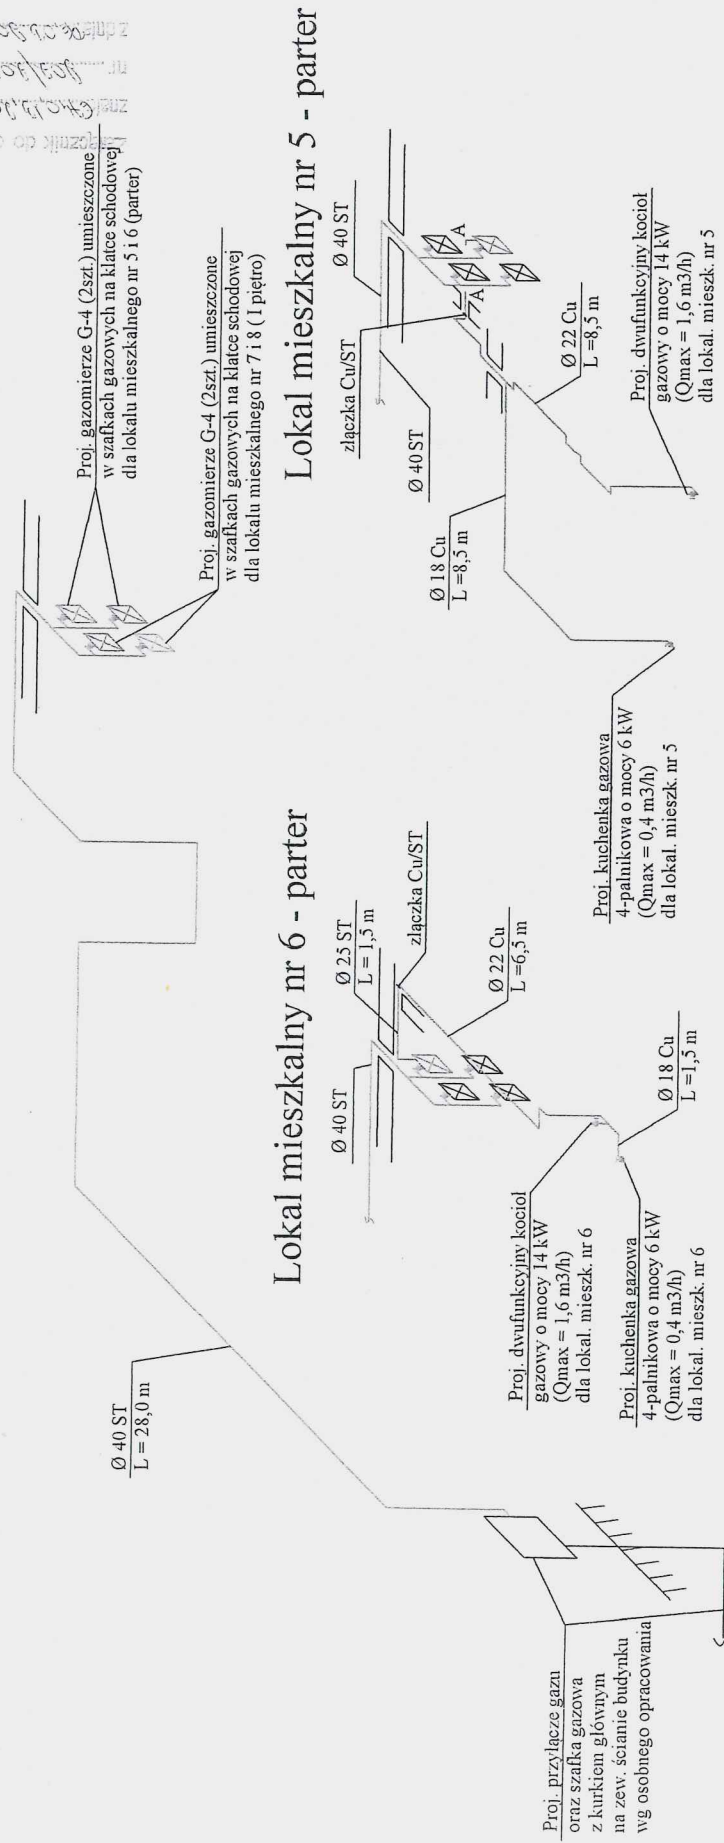 Proj. gazomierze G-4 (2szt.) umieszczone
w szafkach gazowych na klatce schodowej
dla lokalu mieszkalnego nr 5 i 6 (parter)
Proj. gazomierze G-4 (2szt.) umieszczone
w szafkach gazowych na klatce schodowej
dla lokalu mieszkalnego nr 7 i 8 ( I piętro)
Ø 40 ST
L = 28,0 m
Proj. przyłącze gazu
oraz szafka gazowa
z kurkiem głównym
na zew. ścianie budynku
wg osobnego opracowania
Lokal mieszkalny nr 6 - parter
Ø 40 ST
Ø 25 ST
L = 1,5 m
złączka Cu/ST
Ø 22 Cu
L =6,5 m
Ø 18 Cu
L =1,5 m
Proj. dwufunkcyjny kocioł
gazowy o mocy 14 kW
(Qmax = 1,6 m3/h)
dla lokal. mieszk. nr 6
Proj. kuchenka gazowa
4-palnikowa o mocy 6 kW
(Qmax = 0,4 m3/h)
dla lokal. mieszk. nr 6
Lokal mieszkalny nr 5 - parter
Ø 40 ST
złączka Cu/ST
Ø 40 ST
A
A
Ø 18 Cu
L =8,5 m
Ø 22 Cu
L =8,5 m
Proj. kuchenka gazowa
4-palnikowa o mocy 6 kW
(Qmax = 0,4 m3/h)
dla lokal. mieszk. nr 5
Proj. dwufunkcyjny kocioł
gazowy o mocy 14 kW
(Qmax = 1,6 m3/h)
dla lokal. mieszk. nr 5